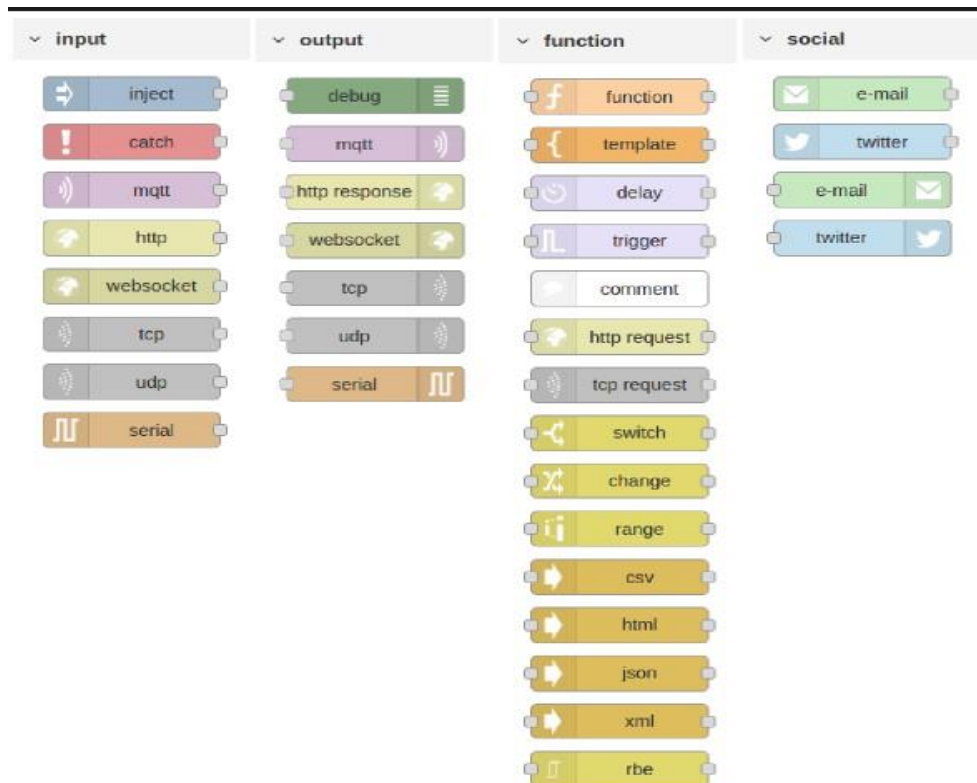 input
inject
catch
mqtt
http
websocket
tcp
udp
serial
output
debug
mqtt
http response
websocket
tcp
udp
serial
function
function
template
delay
trigger
comment
http request
tcp request
switch
change
range
csv
html
json
xml
rbe
social
e-mail
twitter
e-mail
twitter